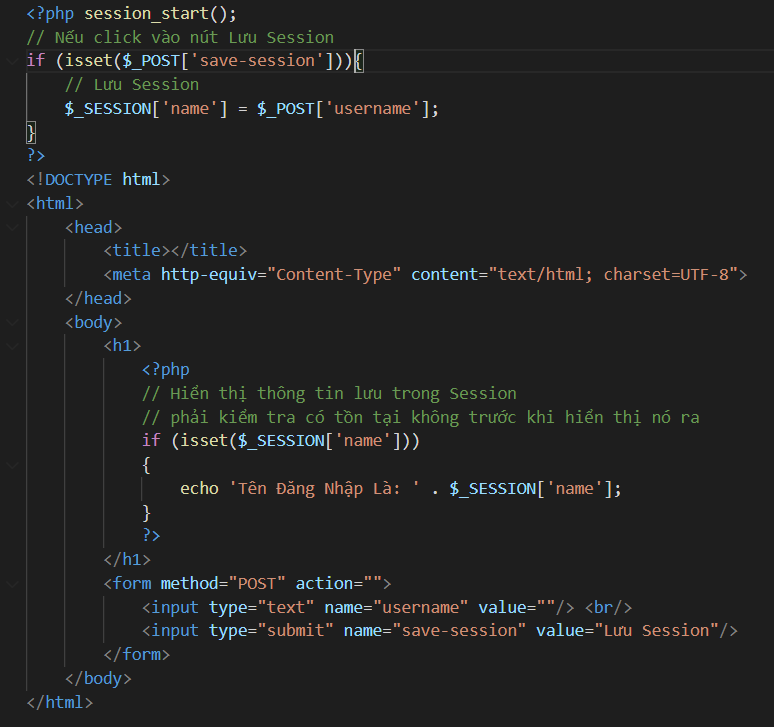 <?php session_start();
// Nếu click vào nút Lưu Session
if (isset($_POST['save-session'])){
// Lưu Session
$_SESSION['name'] = $_POST['username'];
}
?>
<!DOCTYPE html>
<html>
<head>
<title></title>
<meta http-equiv="Content-Type" content="text/html; charset=UTF-8">
</head>
<body>
<h1>
<?php
// Hiển thị thông tin lưu trong Session
// phải kiểm tra có tồn tại không trước khi hiển thị nó ra
if (isset($_SESSION['name']))
{
echo 'Tên Đăng Nhập Là: ' . $_SESSION['name'];
}
?>
</h1>
<form method="POST" action="">
<input type="text" name="username" value=""/> <br/>
<input type="submit" name="save-session" value="Lưu Session"/>
</form>
</body>
</html>